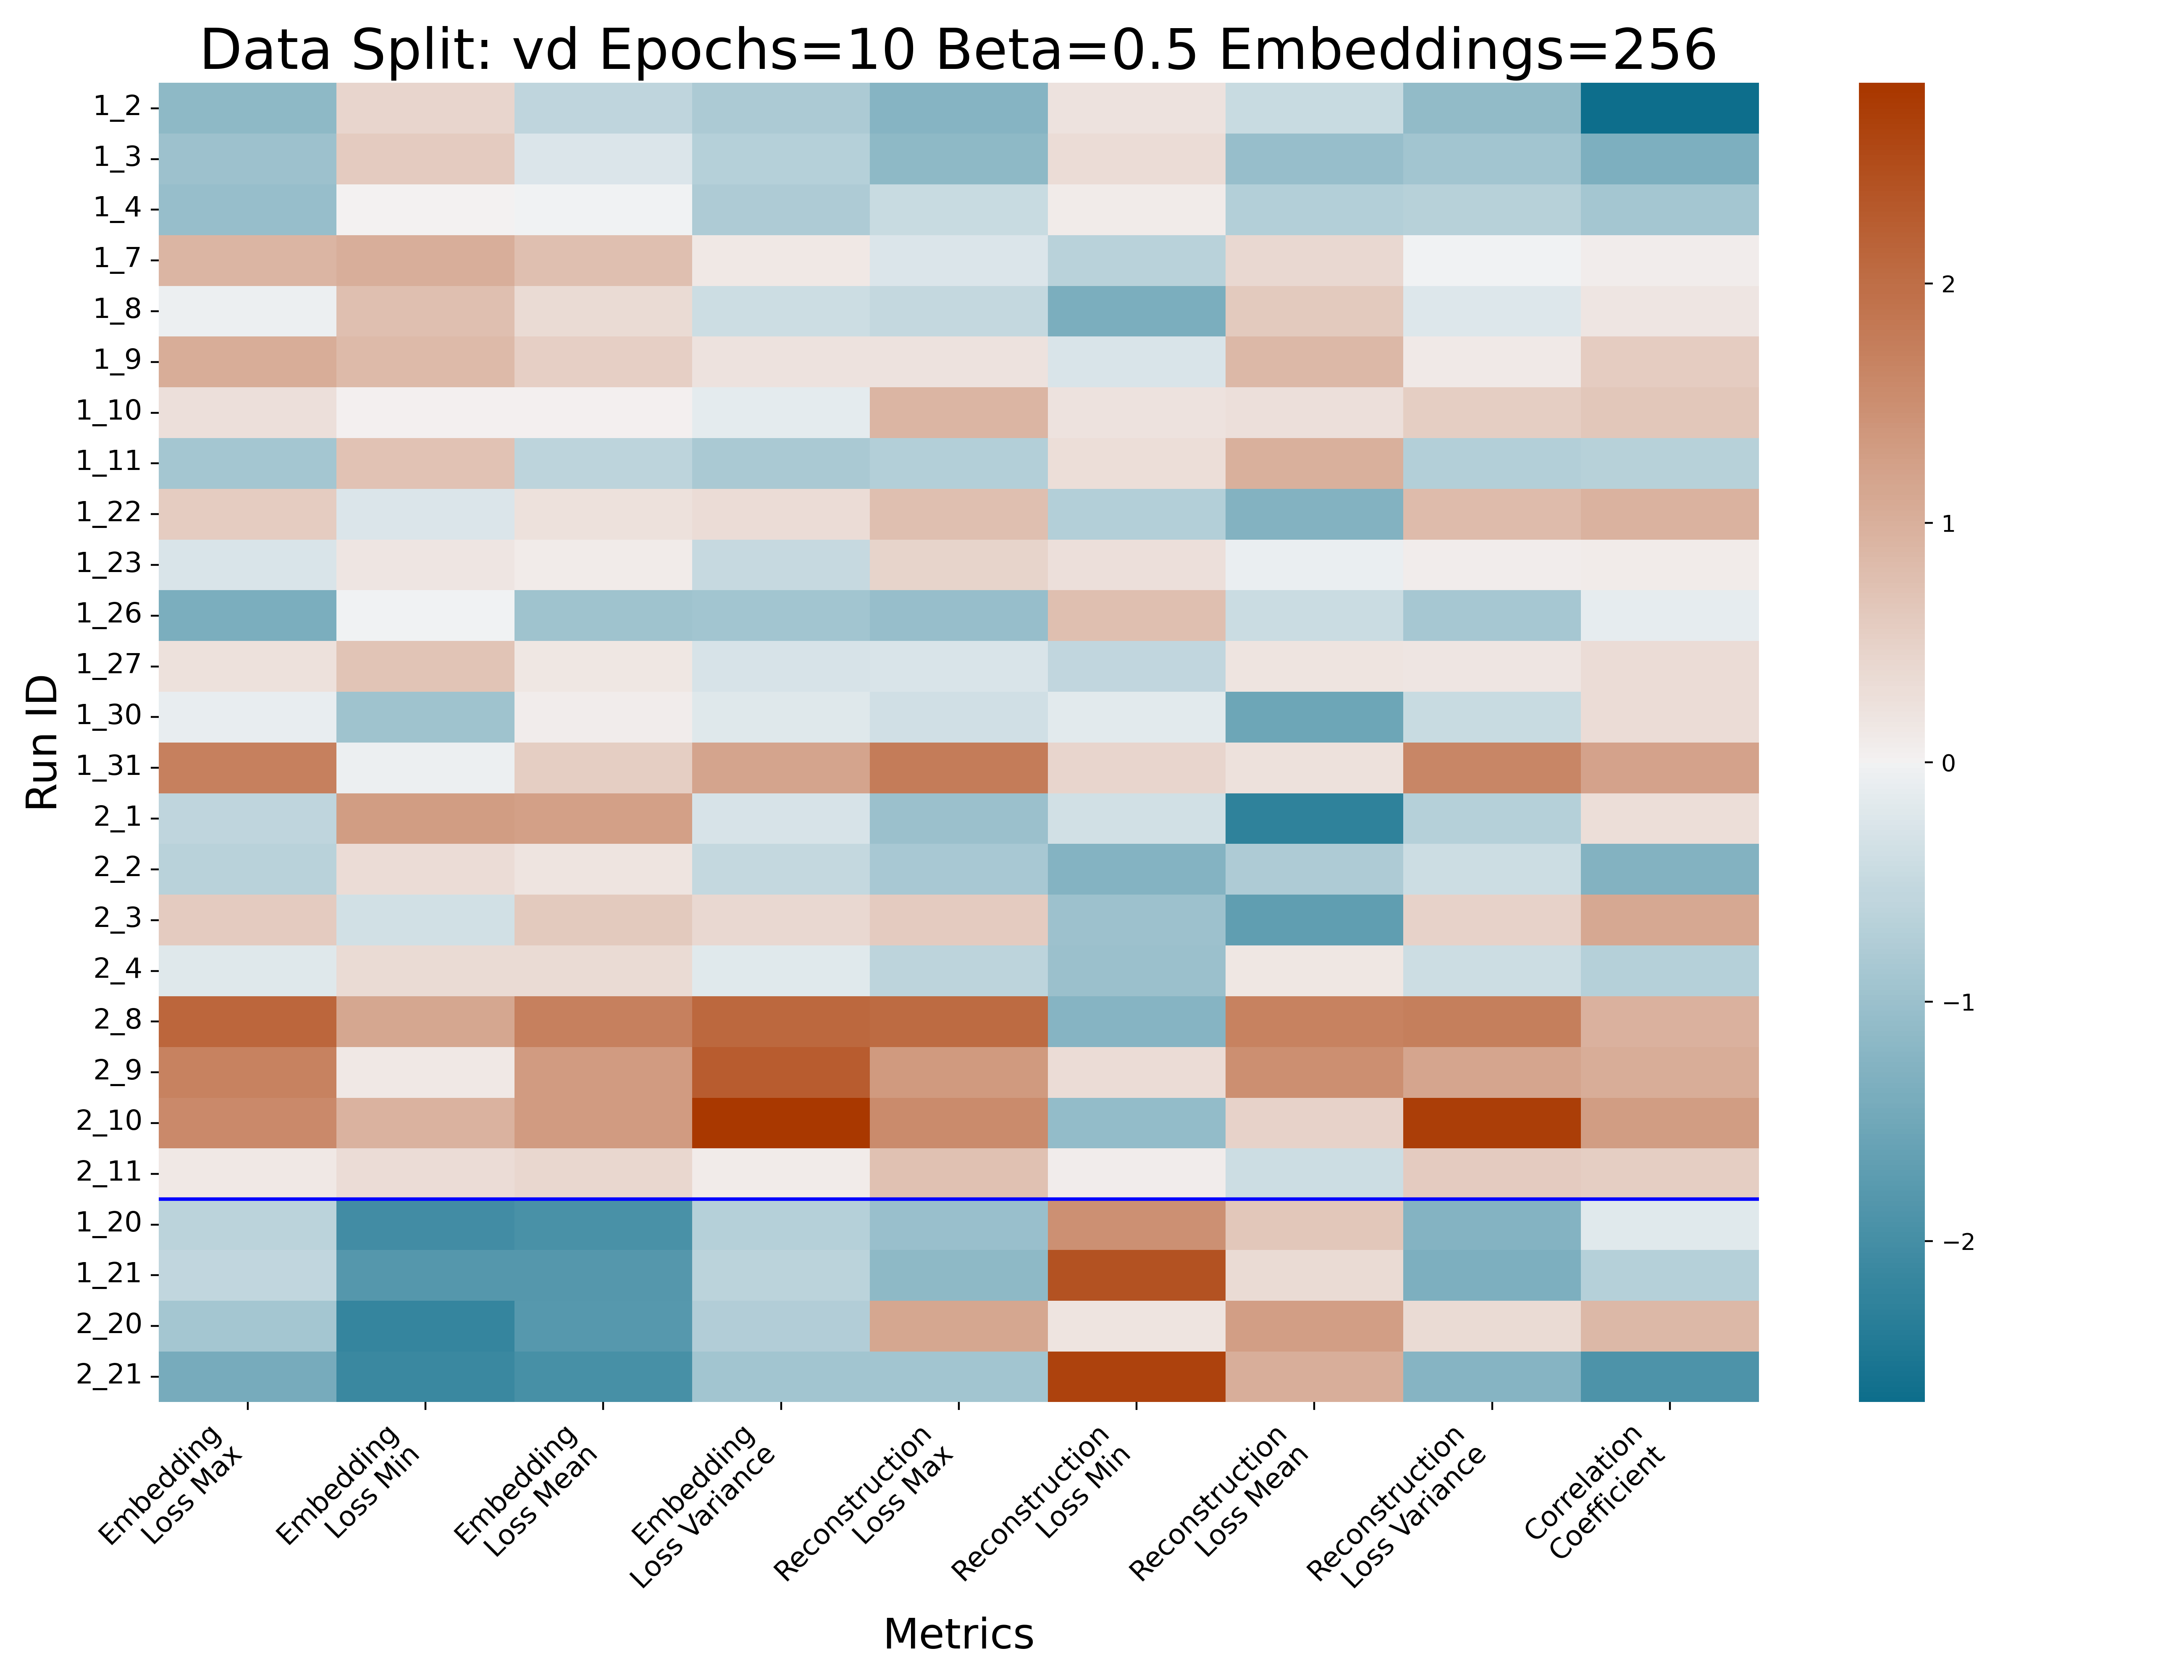 Data Split: vd Epochs=10 Beta=0.5 Embeddings=256
Run ID
1_2
1_3
1_4
1_7
1_8
1_9
1_10
1_11
1_22
1_23
1_26
1_27
1_30
1_31
2_1
2_2
2_3
2_4
2_8
2_9
2_10
2_11
1_20
1_21
2_20
2_21
Embedding
Loss Max
Embedding
Loss Min
Embedding
Loss Mean
Embedding
Loss Variance
Reconstruction
Loss Max
Reconstruction
Loss Min
Reconstruction
Loss Mean
Reconstruction
Loss Variance
Correlation
Coefficient
Metrics
2
1
0
−1
−2